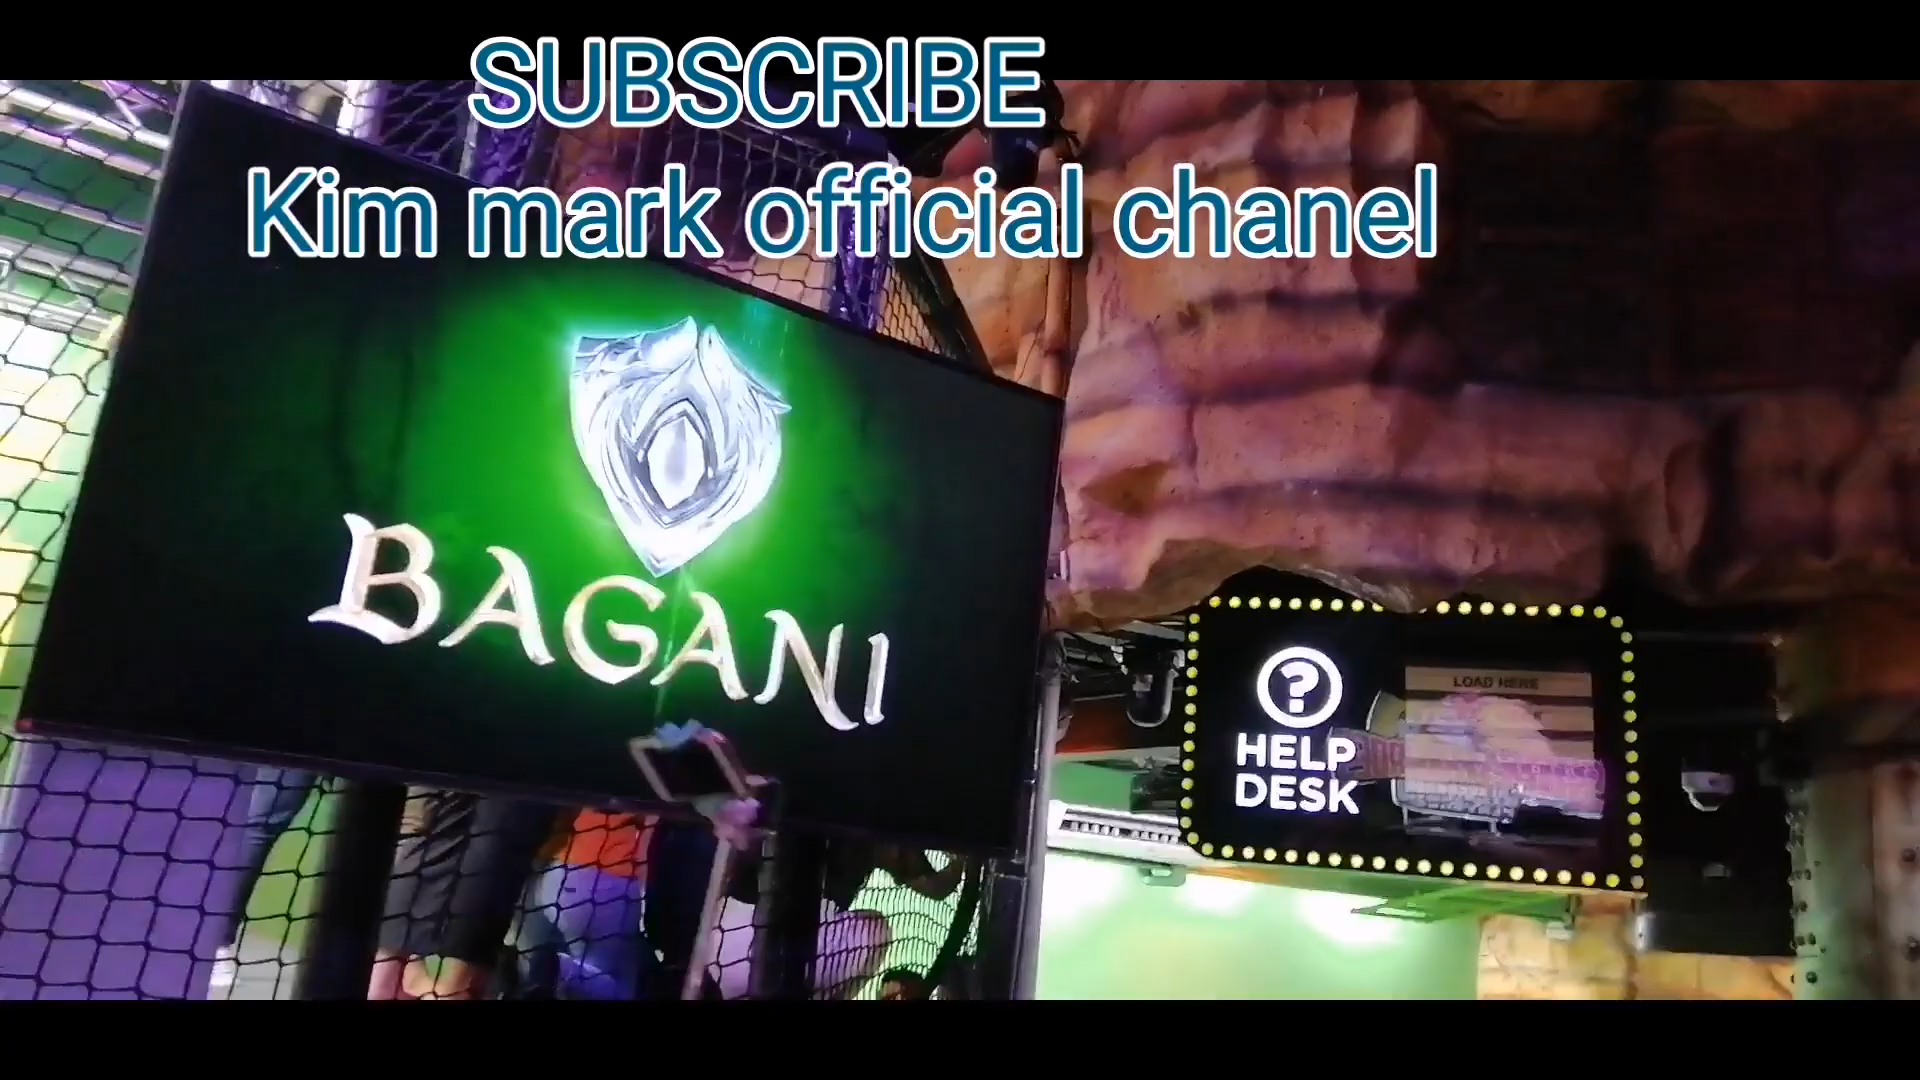 SUBSCRIBE
Kim mark official chanel
BAGANI
LOAD HERE
?
HELP
DESK